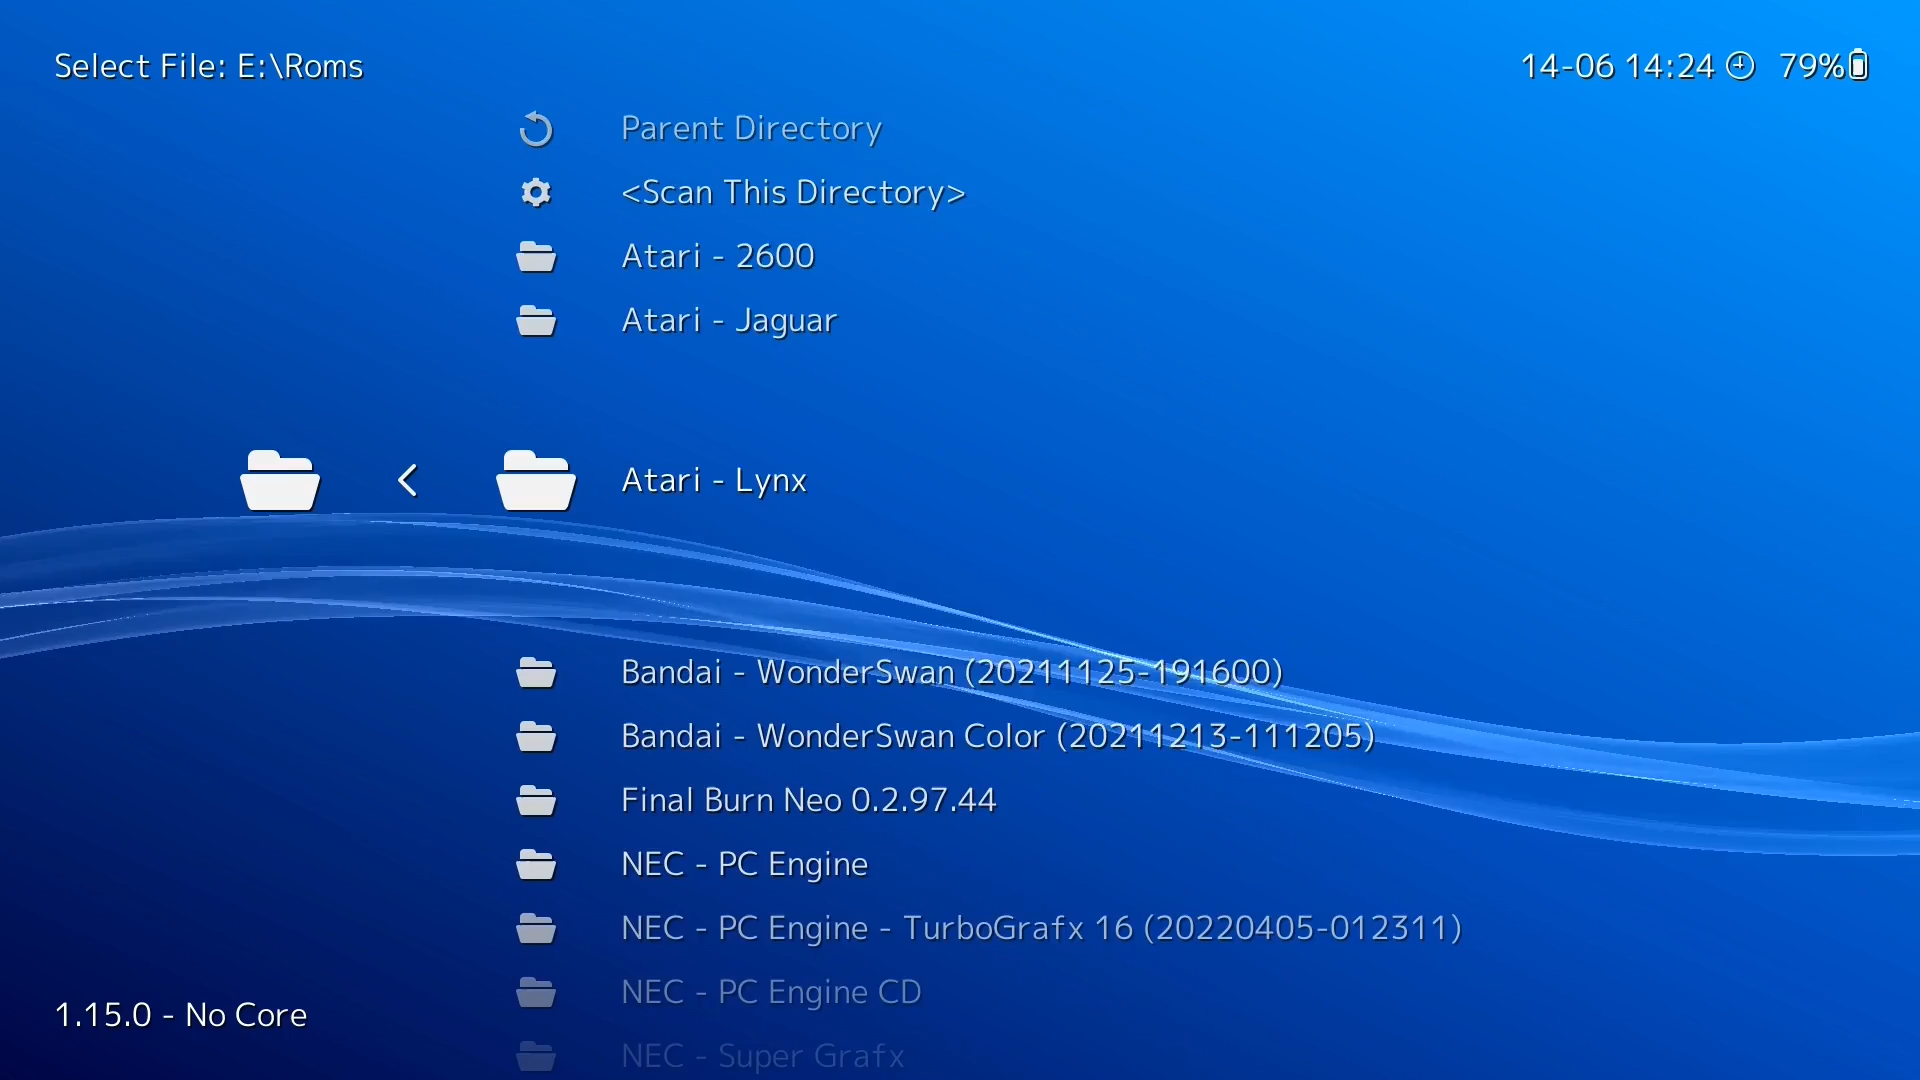 Select File: E:\Roms
14-06 14:24 79%
Parent Directory
<Scan This Directory>
Atari - 2600
Atari - Jaguar
Atari - Lynx
Bandai - WonderSwan (20211125-191600)
Bandai - WonderSwan Color (20211213-111205)
Final Burn Neo 0.2.97.44
NEC - PC Engine
NEC - PC Engine - TurboGrafx 16 (20220405-012311)
NEC - PC Engine CD
NEC - Super Grafx
1.15.0 - No Core